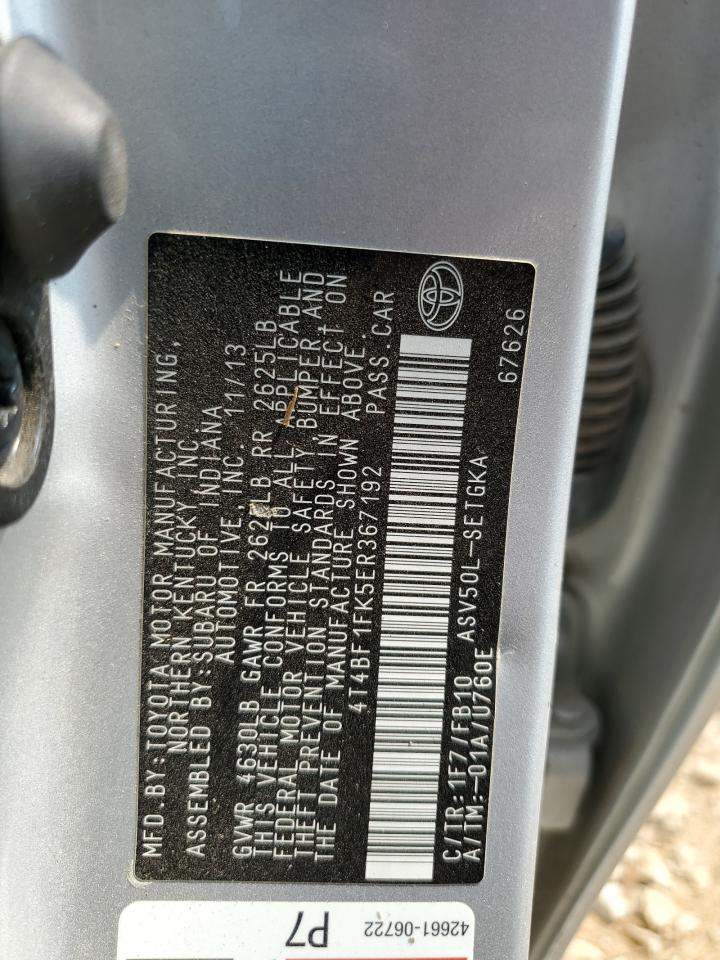 MFD.BY:TOYOTA MOTOR MANUFACTURING,
NORTHERN KENTUCKY, INC.
ASSEMBLED BY:SUBARU OF INDIANA
AUTOMOTIVE, INC. 11/13
GVWR 4630LB GAWR FR 2625LB RR 2625LB
THIS VEHICLE CONFORMS TO ALL APPLICABLE
FEDERAL MOTOR VEHICLE SAFETY, BUMPER, AND
THEFT PREVENTION STANDARDS IN EFFECT ON
THE DATE OF MANUFACTURE SHOWN ABOVE.
4T4BF1FK5ER367192 PASS.CAR
C/TR:1F7/FB10
A/TM:-01A/U760E ASV50L-SETGKA
67626
P7
42661-06722